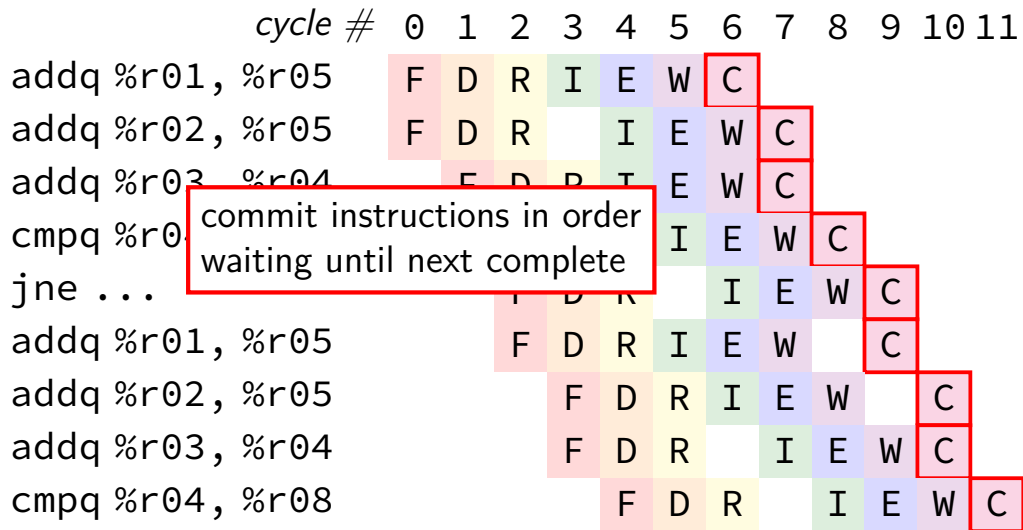 cycle # 0 1 2 3 4 5 6 7 8 9 10 11
addq %r01, %r05 F D R I E W C
addq %r02, %r05 F D R I E W C
addq %r03, %r04 F D R I E W C
cmpq %r0 I E W C
commit instructions in order
waiting until next complete
jne ... F D R I E W C
addq %r01, %r05 F D R I E W C
addq %r02, %r05 F D R I E W C
addq %r03, %r04 F D R I E W C
cmpq %r04, %r08 F D R I E W C